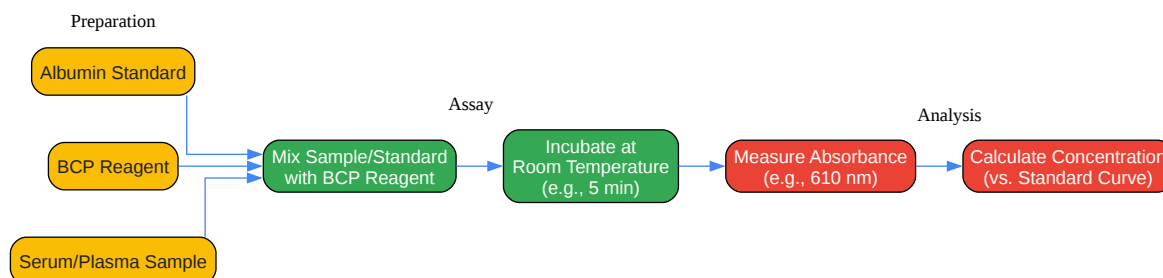 Preparation
Albumin Standard
BCP Reagent
Serum/Plasma Sample
Assay
Mix Sample/Standard
with BCP Reagent
Incubate at
Room Temperature
(e.g., 5 min)
Analysis
Measure Absorbance
(e.g., 610 nm)
Calculate Concentration
(vs. Standard Curve)